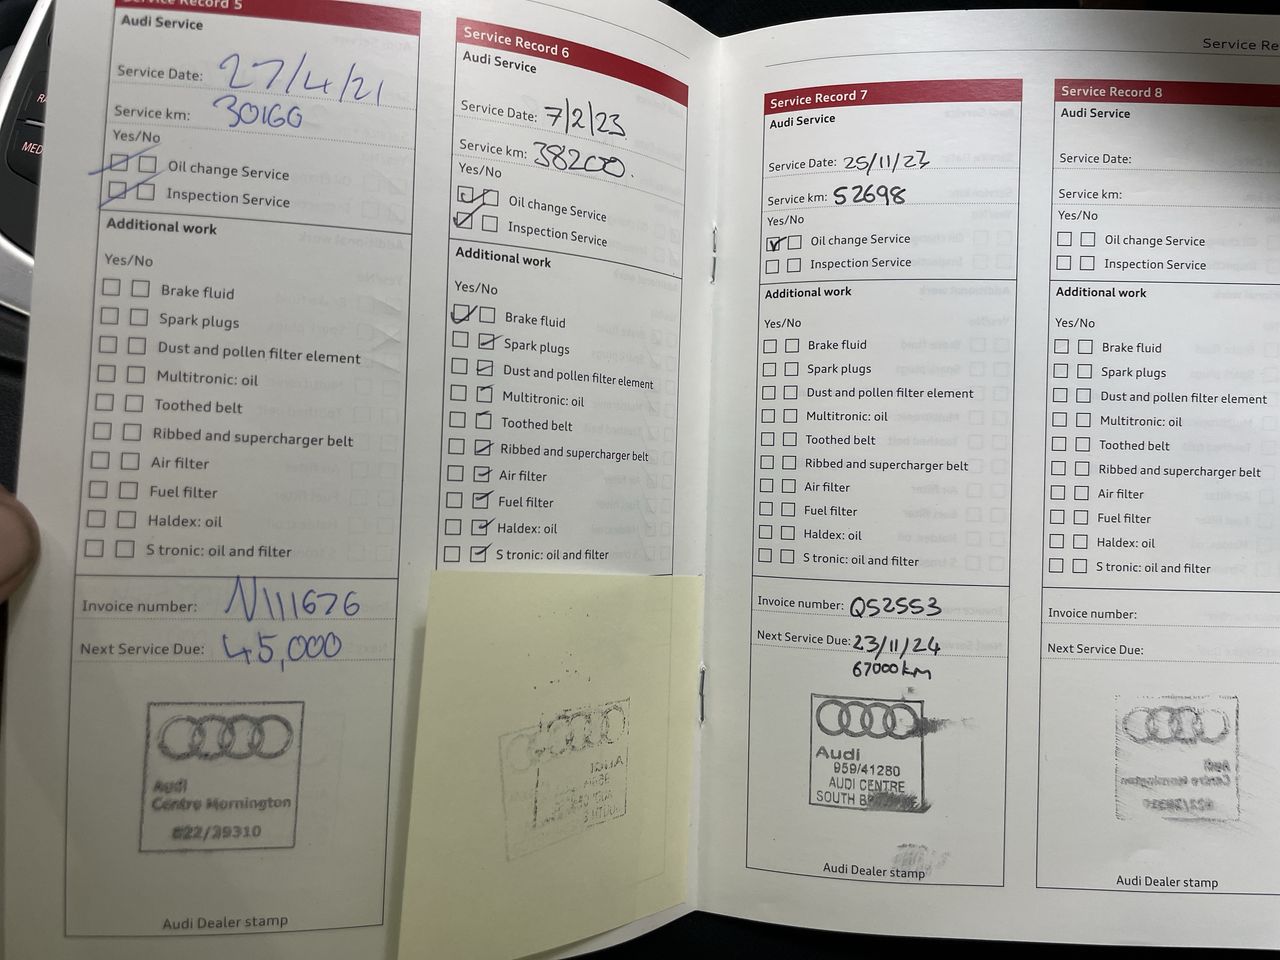 Service Record 5
Audi Service
Service Date: 27/4/21
Service km: 30166
Yes/No
Oil change Service
Inspection Service
Additional work
Yes/No
Brake fluid
Spark plugs
Dust and pollen filter element
Multitronic: oil
Toothed belt
Ribbed and supercharger belt
Air filter
Fuel filter
Haldex: oil
S tronic: oil and filter
Invoice number: N111676
Next Service Due: 45,000
Audi
Centre Mornington
822/29310
Audi Dealer stamp
Service Record 6
Audi Service
Service Date: 7/2/23
Service km: 38200.
Yes/No
Oil change Service
Inspection Service
Additional work
Yes/No
Brake fluid
Spark plugs
Dust and pollen filter element
Multitronic: oil
Toothed belt
Ribbed and supercharger belt
Air filter
Fuel filter
Haldex: oil
S tronic: oil and filter
Service Re
Service Record 7
Audi Service
Service Date: 25/11/23
Service km: 52698
Yes/No
Oil change Service
Inspection Service
Additional work
Yes/No
Brake fluid
Spark plugs
Dust and pollen filter element
Multitronic: oil
Toothed belt
Ribbed and supercharger belt
Air filter
Fuel filter
Haldex: oil
S tronic: oil and filter
Invoice number: Q52553
Next Service Due: 23/11/24
67000km
Audi
959/41280
AUDI CENTRE
SOUTH
Audi Dealer stamp
Service Record 8
Audi Service
Service Date:
Service km:
Yes/No
Oil change Service
Inspection Service
Additional work
Yes/No
Brake fluid
Spark plugs
Dust and pollen filter element
Multitronic: oil
Toothed belt
Ribbed and supercharger belt
Air filter
Fuel filter
Haldex: oil
S tronic: oil and filter
Invoice number:
Next Service Due:
Audi Dealer stamp